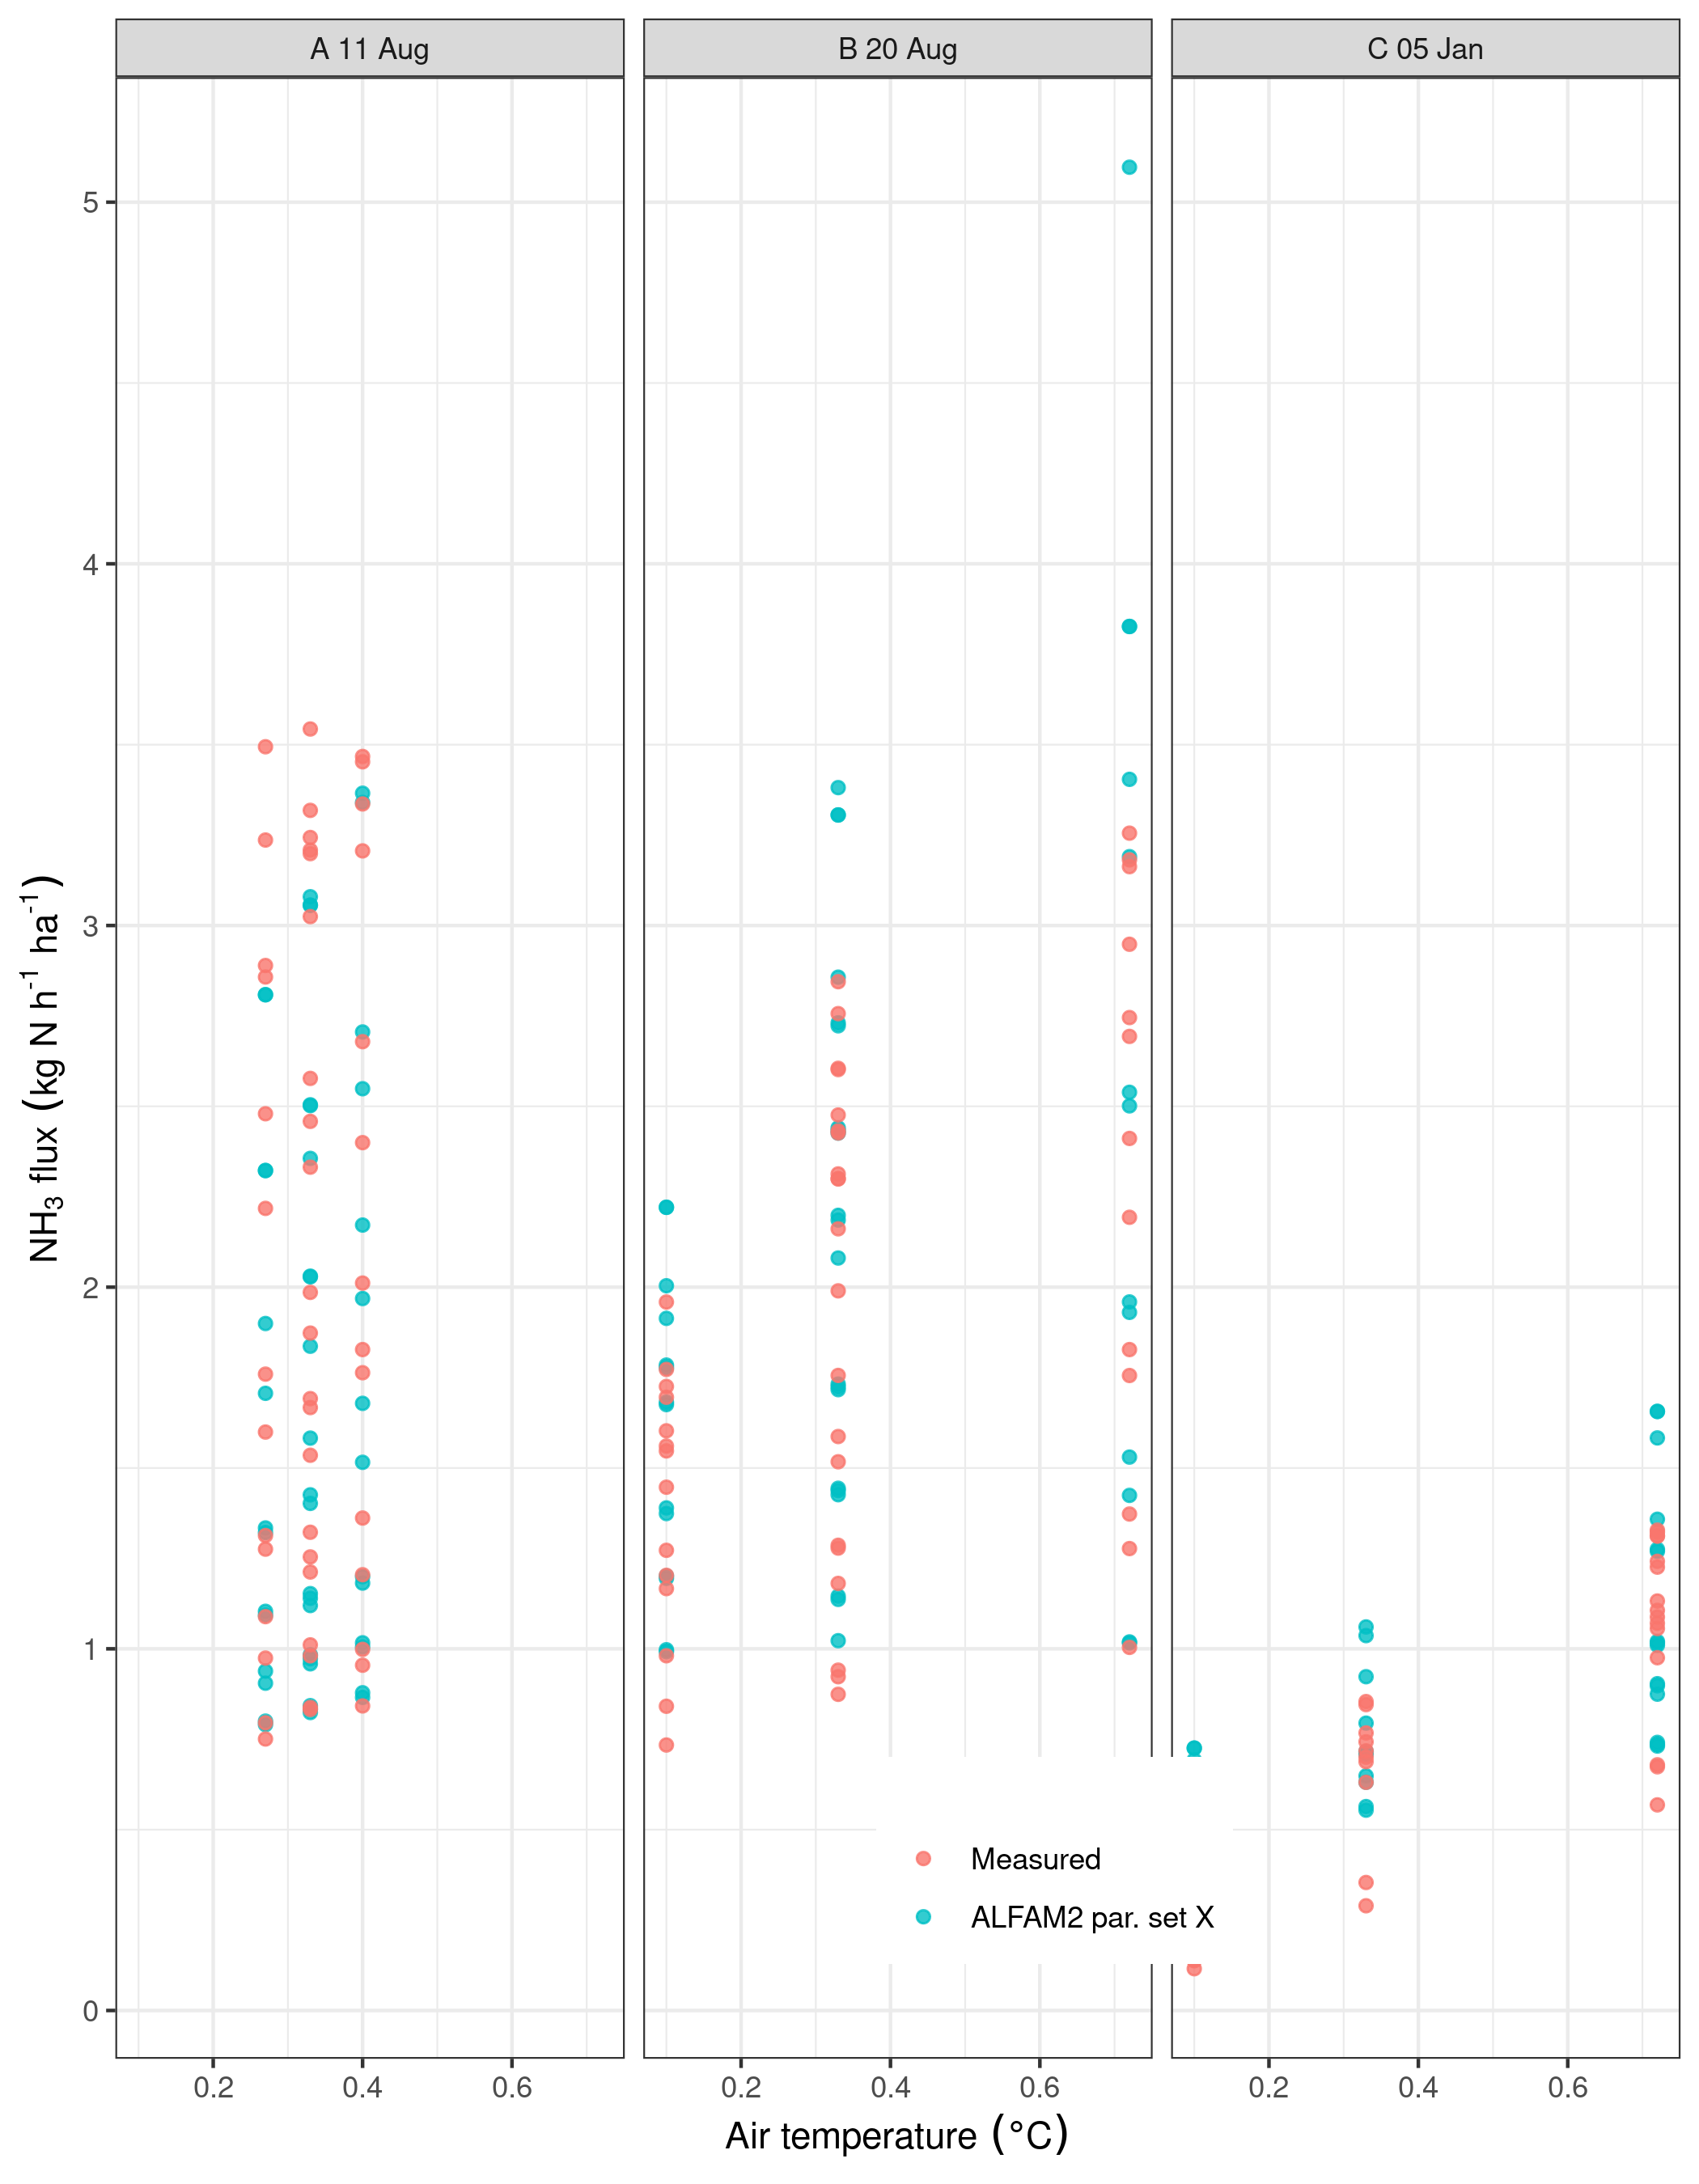 A 11 Aug
B 20 Aug
C 05 Jan
NH₃ flux (kg N h⁻¹ ha⁻¹)
5
4
3
2
1
0
Measured
ALFAM2 par. set X
0.2 0.4 0.6
0.2 0.4 0.6
0.2 0.4 0.6
Air temperature (°C)